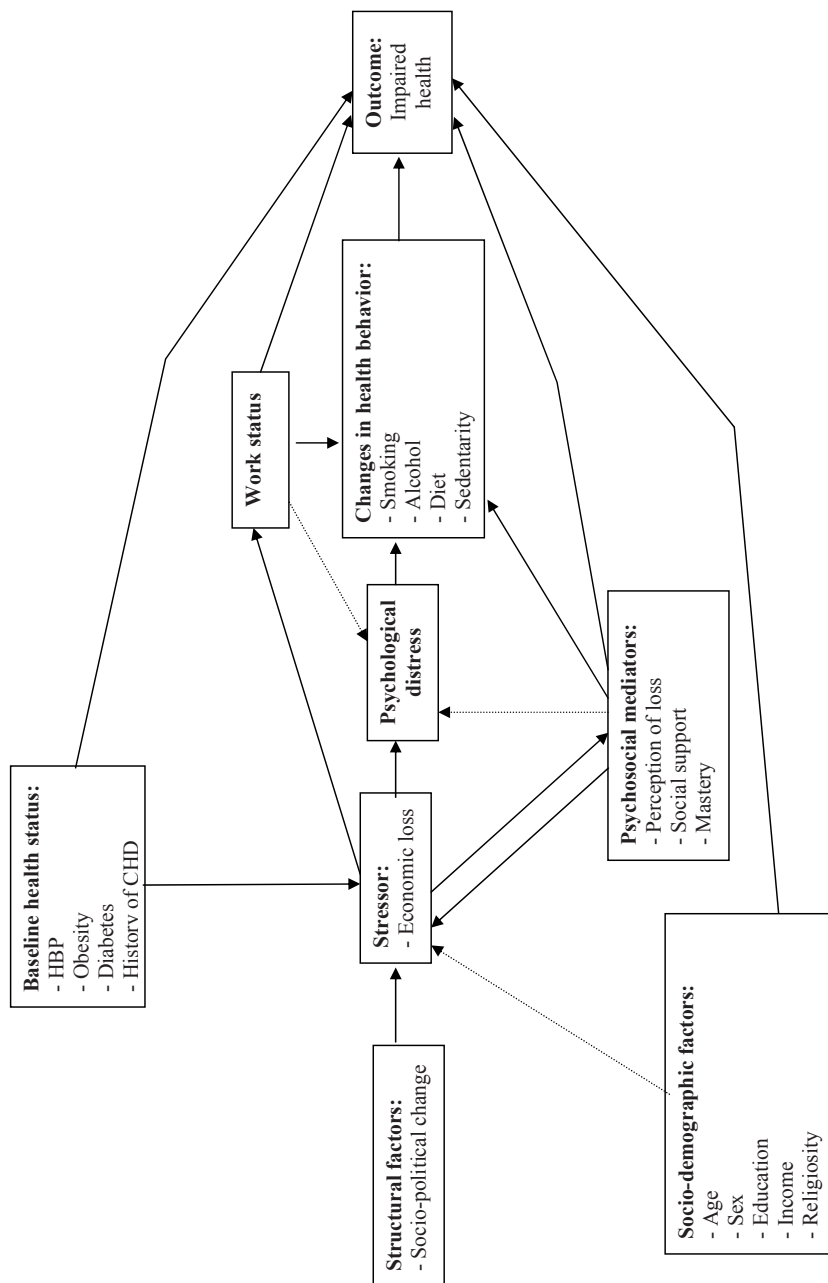 Baseline health status:
- HBP
- Obesity
- Diabetes
- History of CHD
Work status
Structural factors:
- Socio-political change
Stressor:
- Economic loss
Psychological
distress
Changes in health behavior:
- Smoking
- Alcohol
- Diet
- Sedentarity
Outcome:
Impaired
health
Psychosocial mediators:
- Perception of loss
- Social support
- Mastery
Socio-demographic factors:
- Age
- Sex
- Education
- Income
- Religiosity